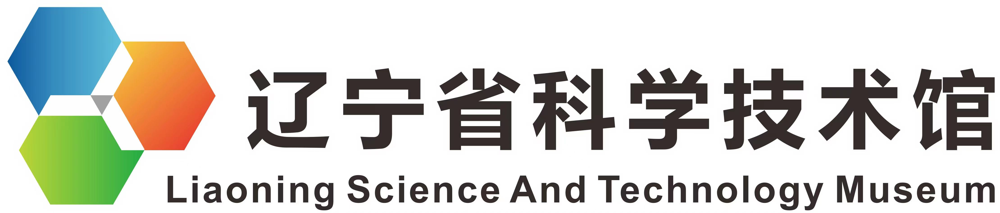 辽宁省科学技术馆
Liaoning Science And Technology Museum